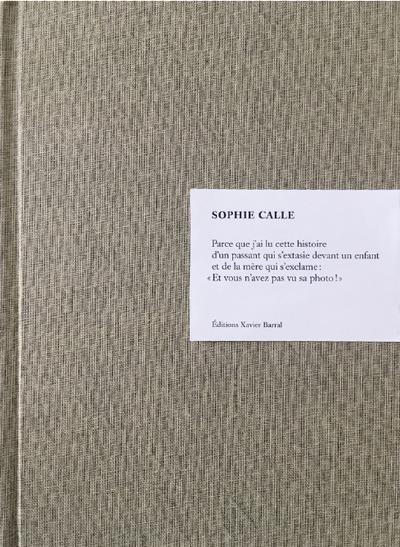 SOPHIE CALLE
Parce que j'ai lu cette histoire
d'un passant qui s'extasie devant un enfant
et de la mère qui s'exclame :
« Et vous n'avez pas vu sa photo ! »
Éditions Xavier Barral